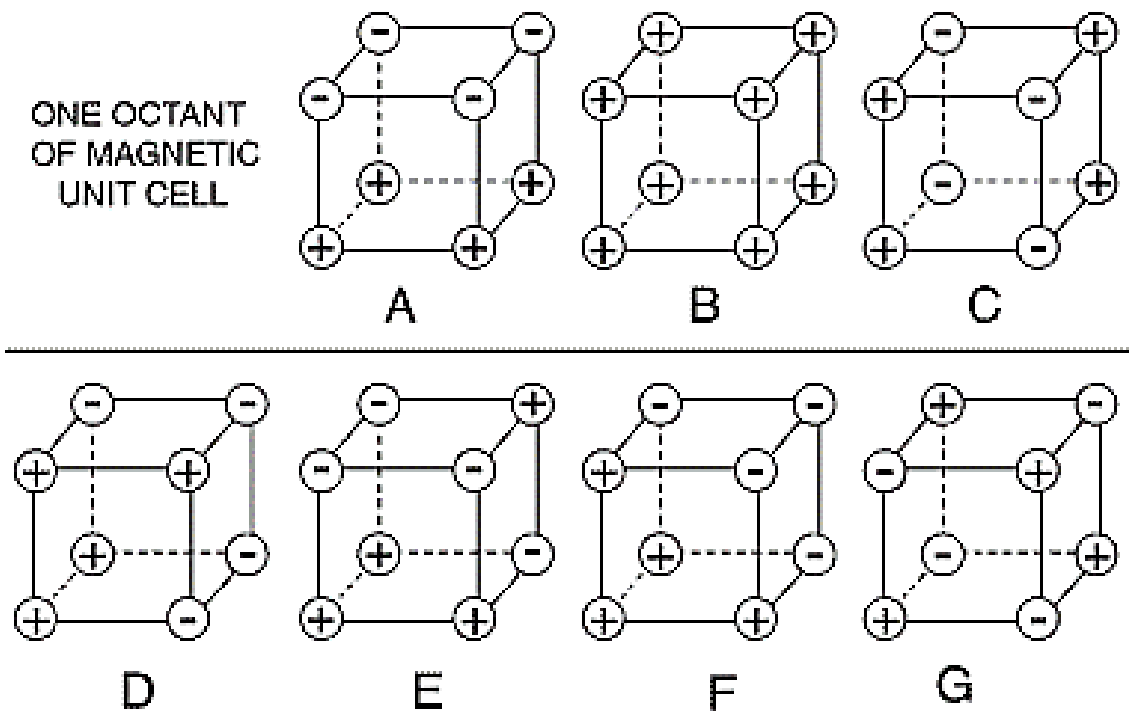 ONE OCTANT
OF MAGNETIC
UNIT CELL
- -
- -
+ +
+ +
A
+ +
+ +
+ +
+ +
B
- +
+ -
- +
+ -
C
- -
+ +
+ -
+ -
D
- +
- -
+ -
+ +
E
- -
+ -
+ -
+ +
F
+ -
- +
- +
+ -
G